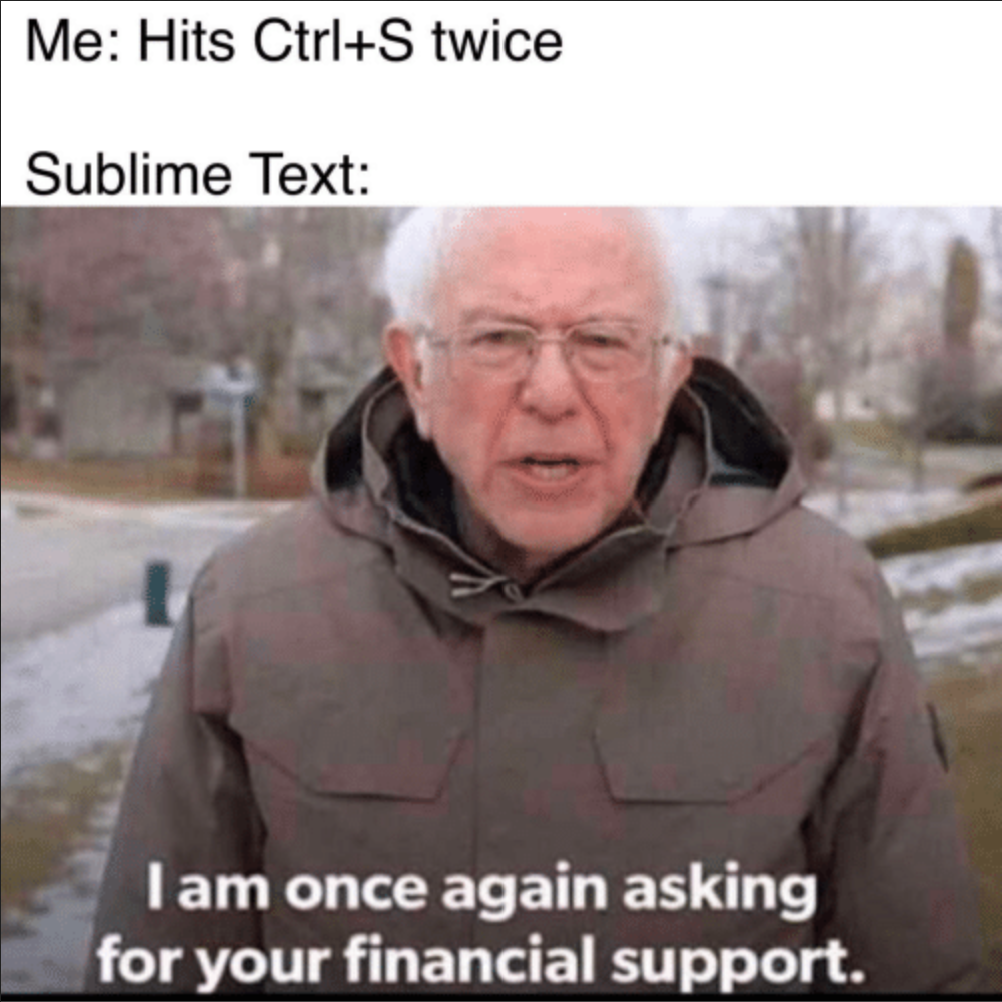 Me: Hits Ctrl+S twice
Sublime Text:
I am once again asking
for your financial support.